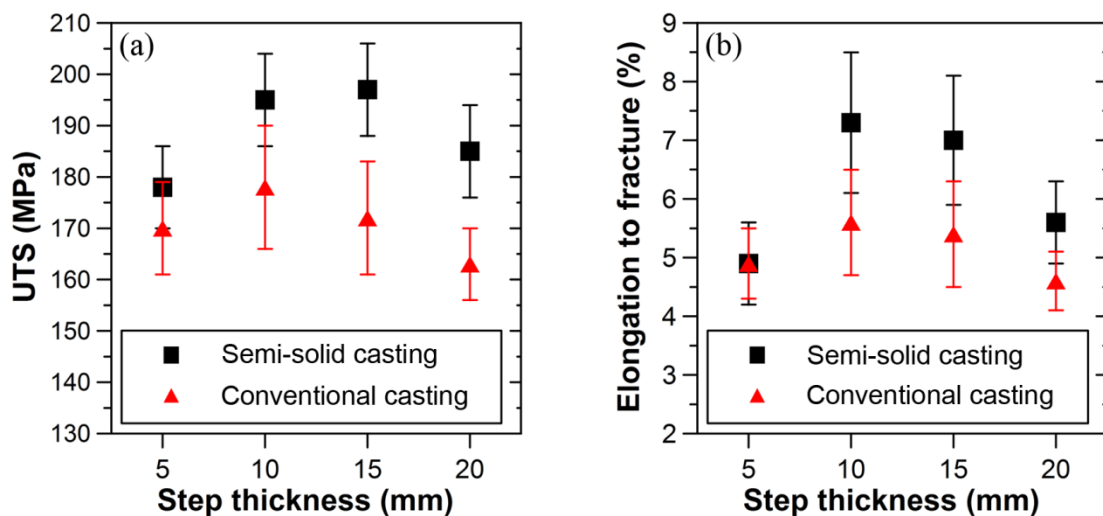 (a)
UTS (MPa)
210
200
190
180
170
160
150
140
130
Semi-solid casting
Conventional casting
5 10 15 20
Step thickness (mm)
(b)
Elongation to fracture (%)
9
8
7
6
5
4
3
2
Semi-solid casting
Conventional casting
5 10 15 20
Step thickness (mm)